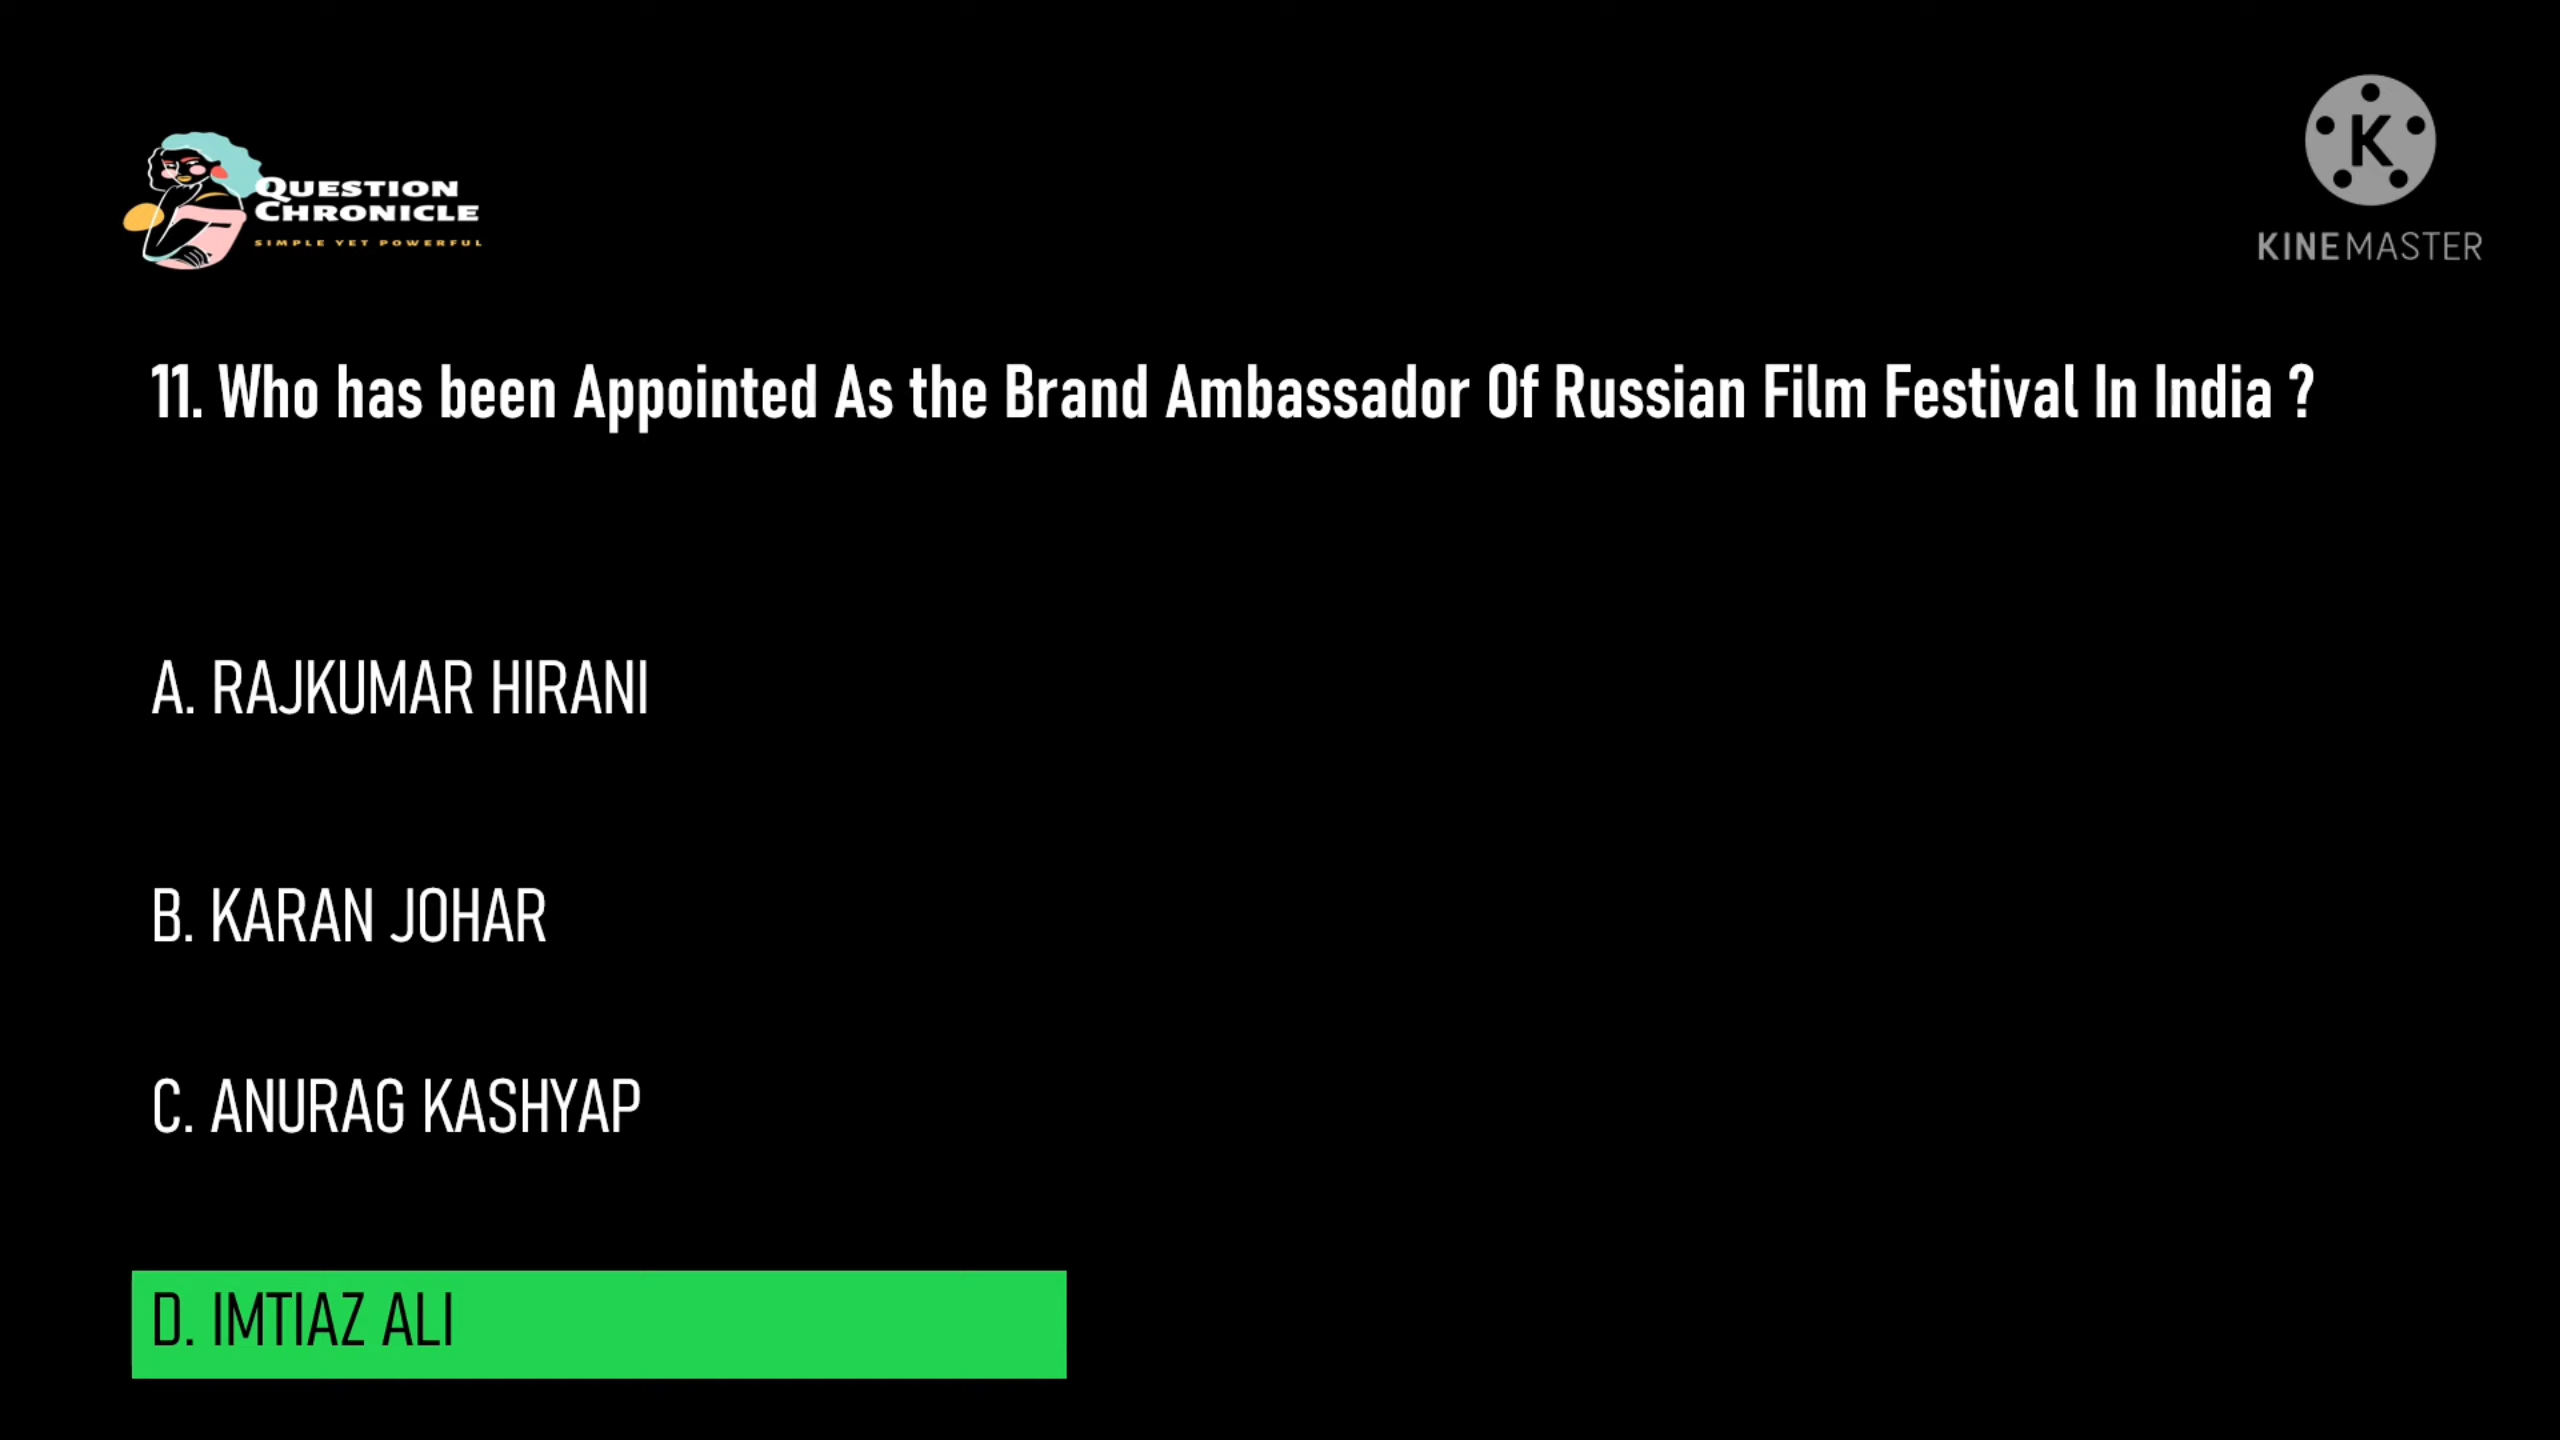 QUESTION
CHRONICLE
SIMPLE YET POWERFUL
K
KINEMASTER
11. Who has been Appointed As the Brand Ambassador Of Russian Film Festival In India ?
A. RAJKUMAR HIRANI
B. KARAN JOHAR
C. ANURAG KASHYAP
D. IMTIAZ ALI